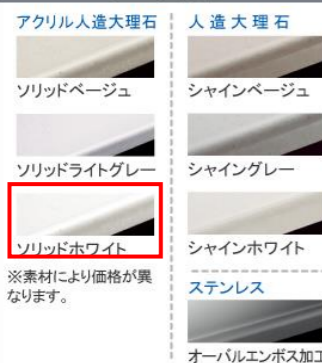 アクリル人造大理石
ソリッドベージュ
ソリッドライトグレー
ソリッドホワイト
※素材により価格が異
なります。
人造大理石
シャインベージュ
シャイングレー
シャインホワイト
ステンレス
オーバルエンボス加工